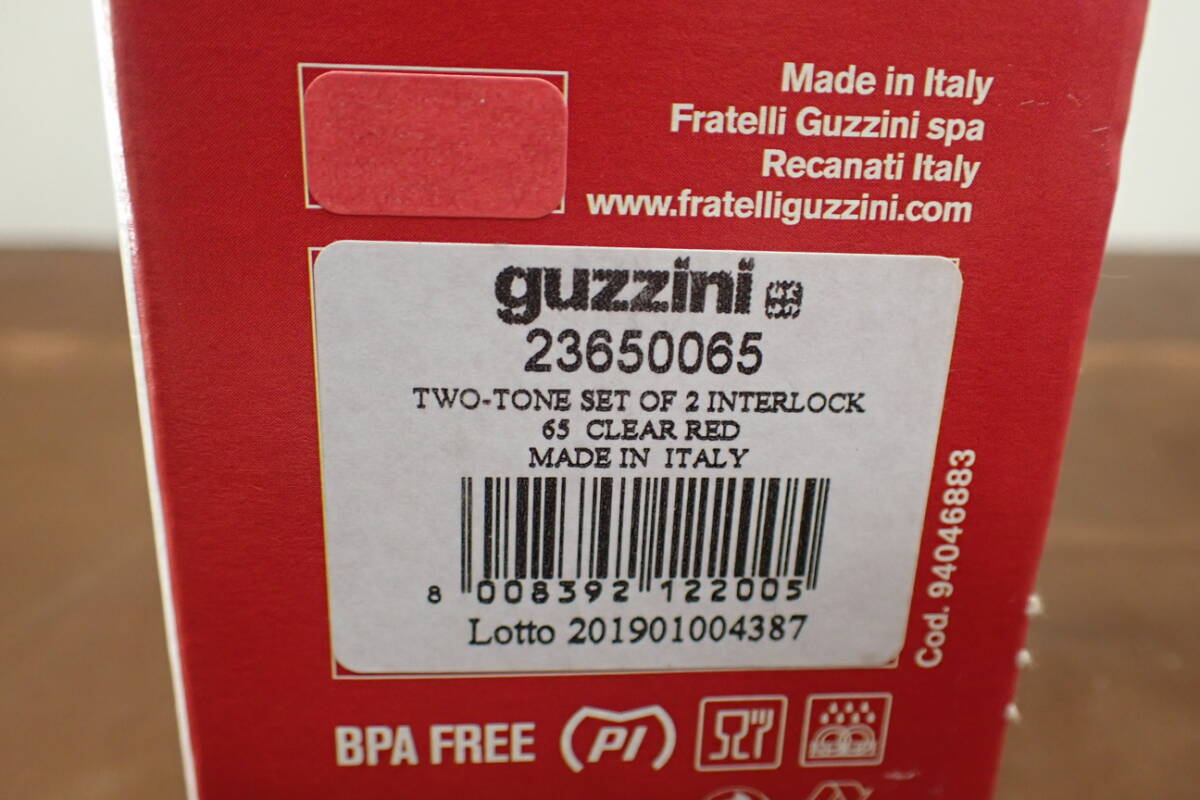 Made in Italy
Fratelli Guzzini spa
Recanati Italy
www.fratelliguzzini.com
guzzini
23650065
TWO-TONE SET OF 2 INTERLOCK
65 CLEAR RED
MADE IN ITALY
8 008392 122005
Lotto 201901004387
Cod. 94046883
BPA FREE (PI)